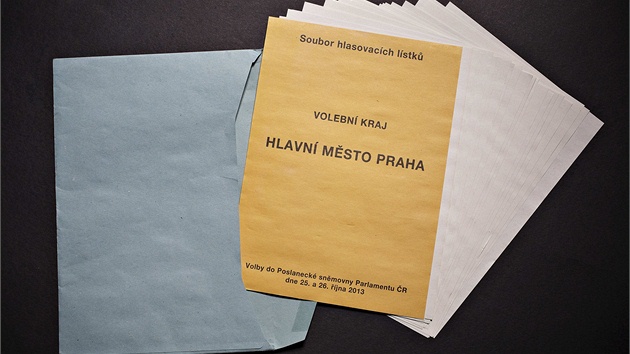 Soubor hlasovacích lístků
VOLEBNÍ KRAJ
HLAVNÍ MĚSTO PRAHA
Volby do Poslanecké sněmovny Parlamentu ČR
dne 25. a 26. října 2013